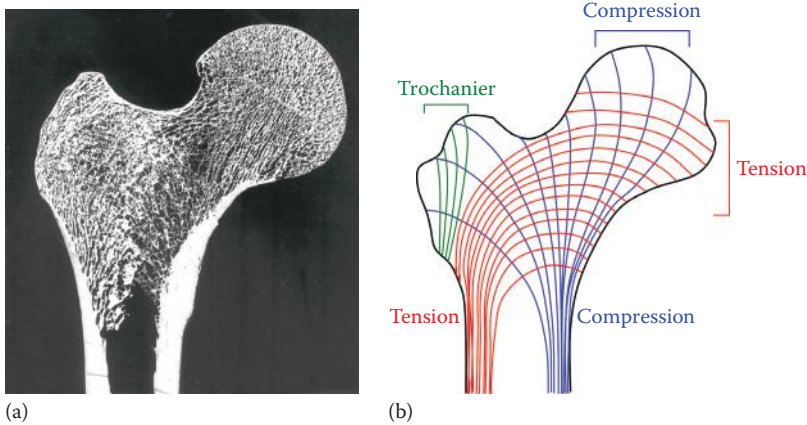 Compression
Trochanier
Tension
Tension
Compression
(a)
(b)